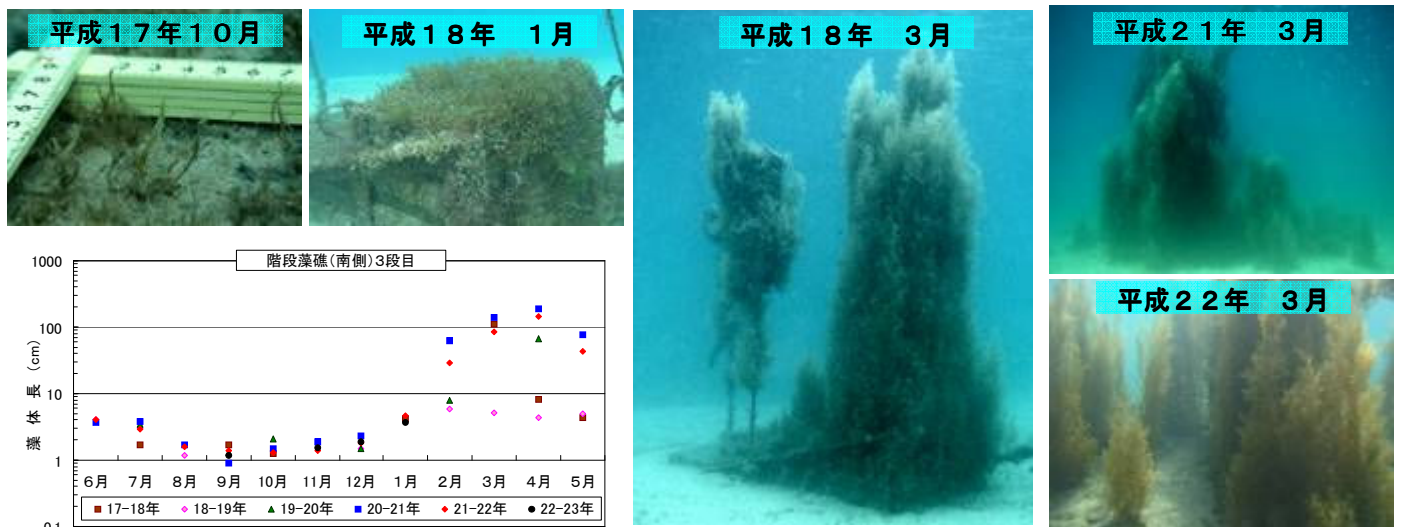 平成17年10月
平成18年 1月
平成18年 3月
平成21年 3月
平成22年 3月
階段藻礁(南側)3段目
藻体長 (cm)
1000
100
10
1
0.1
6月 7月 8月 9月 10月 11月 12月 1月 2月 3月 4月 5月
17-18年 18-19年 19-20年 20-21年 21-22年 22-23年